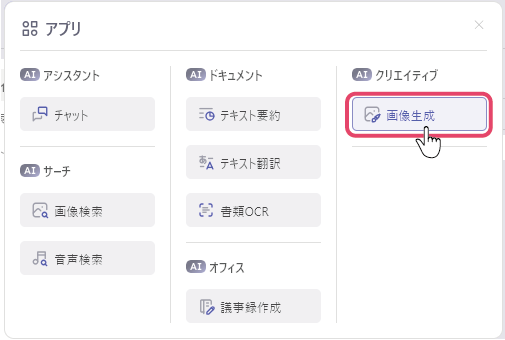 アプリ
AI アシスタント
チャット
AI サーチ
画像検索
音声検索
AI ドキュメント
テキスト要約
テキスト翻訳
書類OCR
AI オフィス
議事録作成
AI クリエイティブ
画像生成